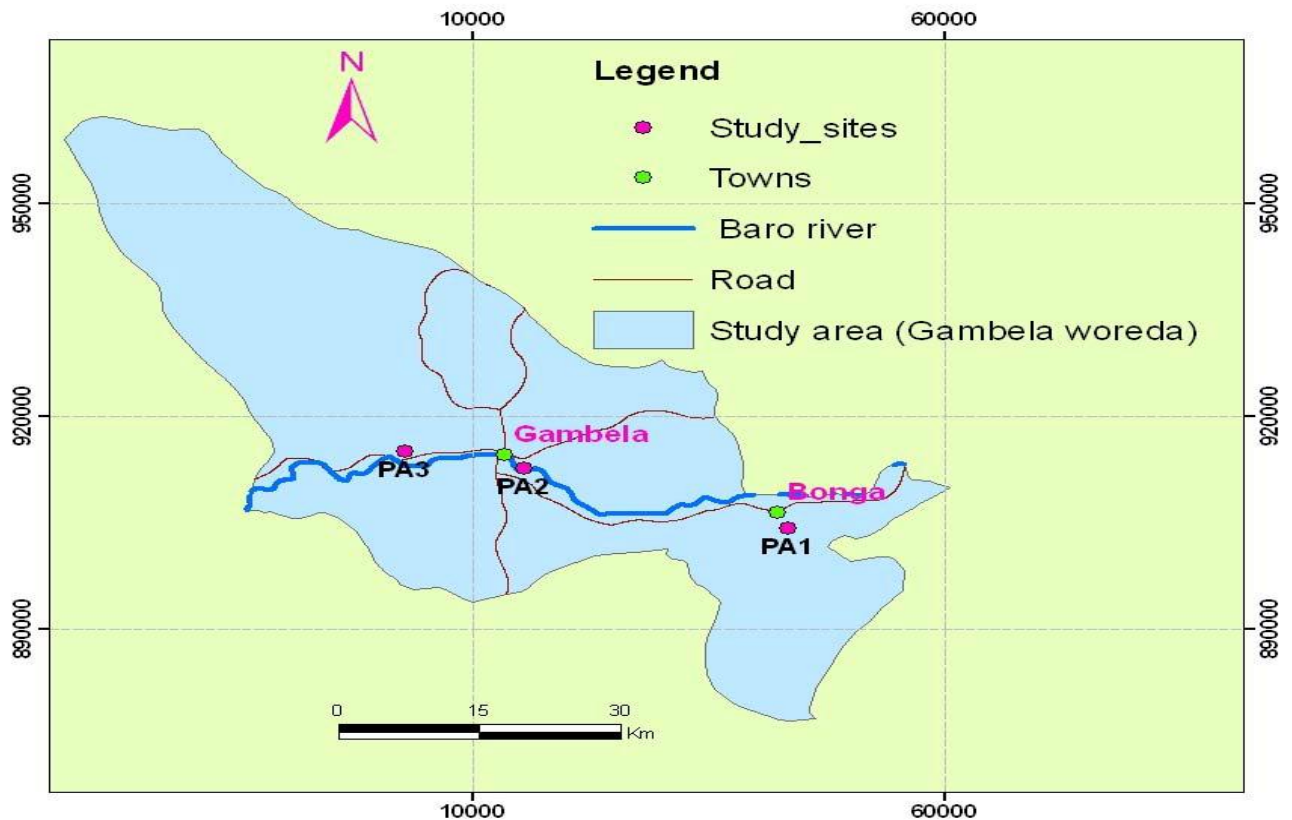 10000 60000
N
Legend
Study_sites
Towns
Baro river
Road
Study area (Gambela woreda)
950000 950000
920000 920000
Gambela
PA3
PA2
Bonga
PA1
890000 890000
0 15 30
Km
10000 60000